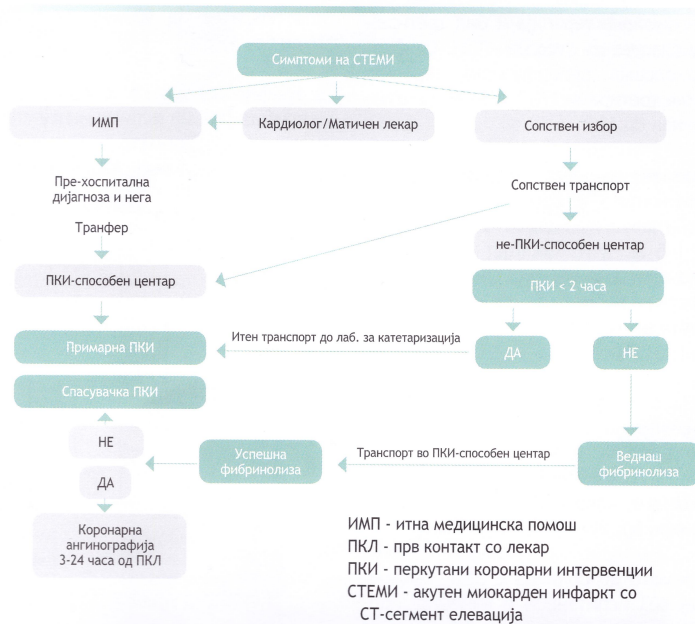 Симптоми на СТЕМИ
ИМП
Кардиолог/Матичен лекар
Сопствен избор
Пре-хоспитална
дијагноза и нега
Сопствен транспорт
Транфер
не-ПКИ-способен центар
ПКИ-способен центар
ПКИ < 2 часа
Примарна ПКИ
Итен транспорт до лаб. за катетаризација
ДА
НЕ
Спасувачка ПКИ
НЕ
Успешна
фибринолиза
Транспорт во ПКИ-способен центар
Веднаш
фибринолиза
ДА
Коронарна
ангинографија
3-24 часа од ПКЛ
ИМП - итна медицинска помош
ПКЛ - прв контакт со лекар
ПКИ - перкутани коронарни интервенции
СТЕМИ - акутен миокарден инфаркт со
СТ-сегмент елевација